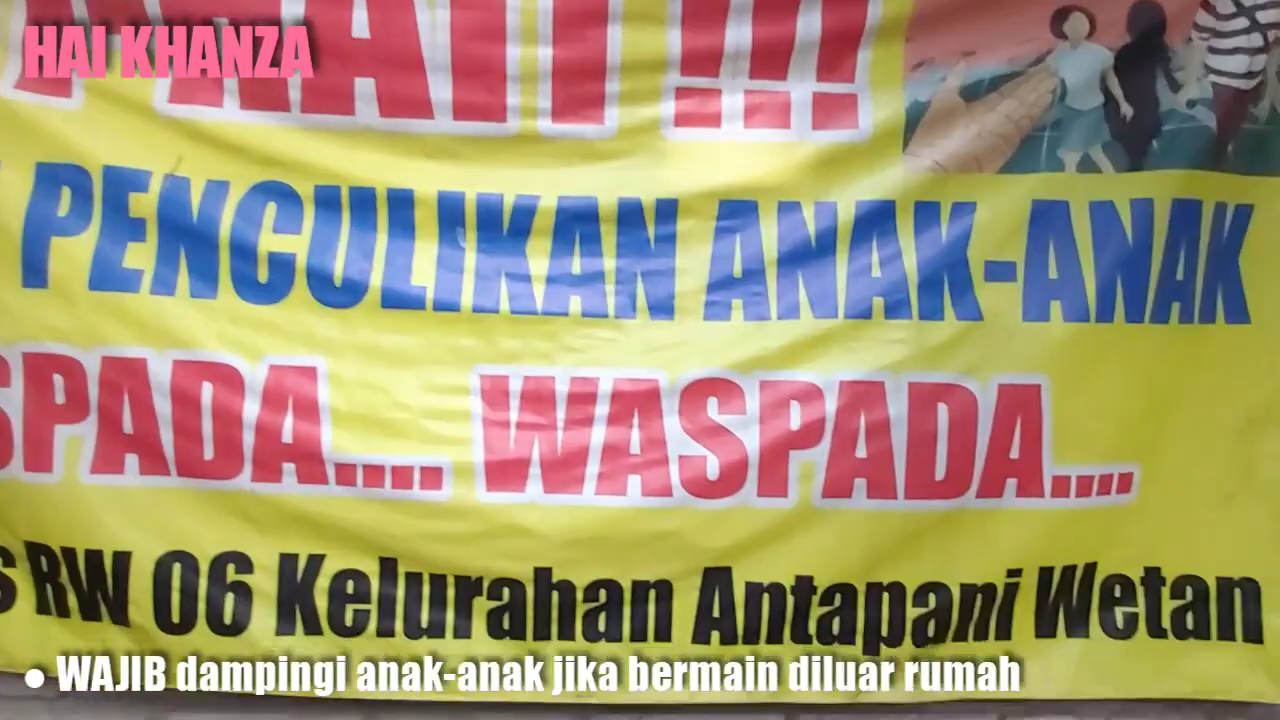 HAI KHANZA
!!!
PENCULIKAN ANAK-ANAK
WASPADA....
RW 06 Kelurahan Antapani Wetan
● WAJIB dampingi anak-anak jika bermain diluar rumah